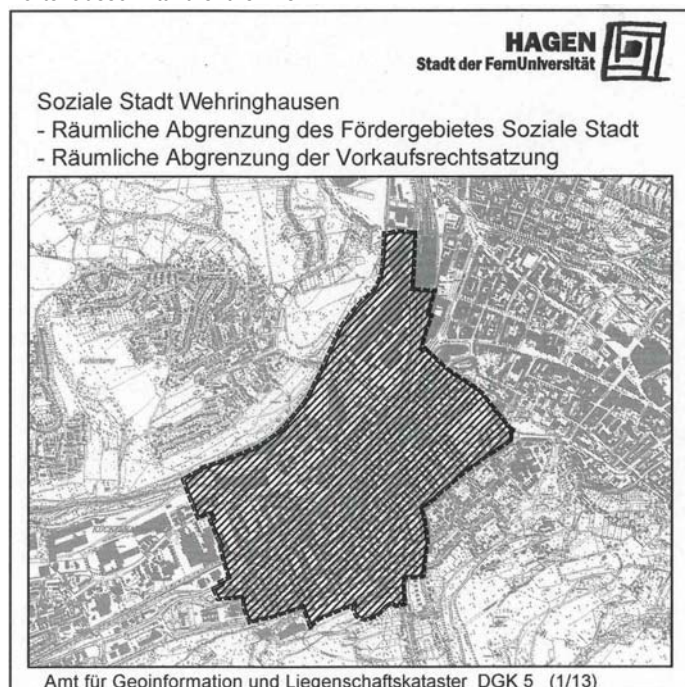 HAGEN
Stadt der FernUniversität
Soziale Stadt Wehringhausen
- Räumliche Abgrenzung des Fördergebietes Soziale Stadt
- Räumliche Abgrenzung der Vorkaufsrechtsatzung
Amt für Geoinformation und Liegenschaftskataster DGK 5 (1/13)